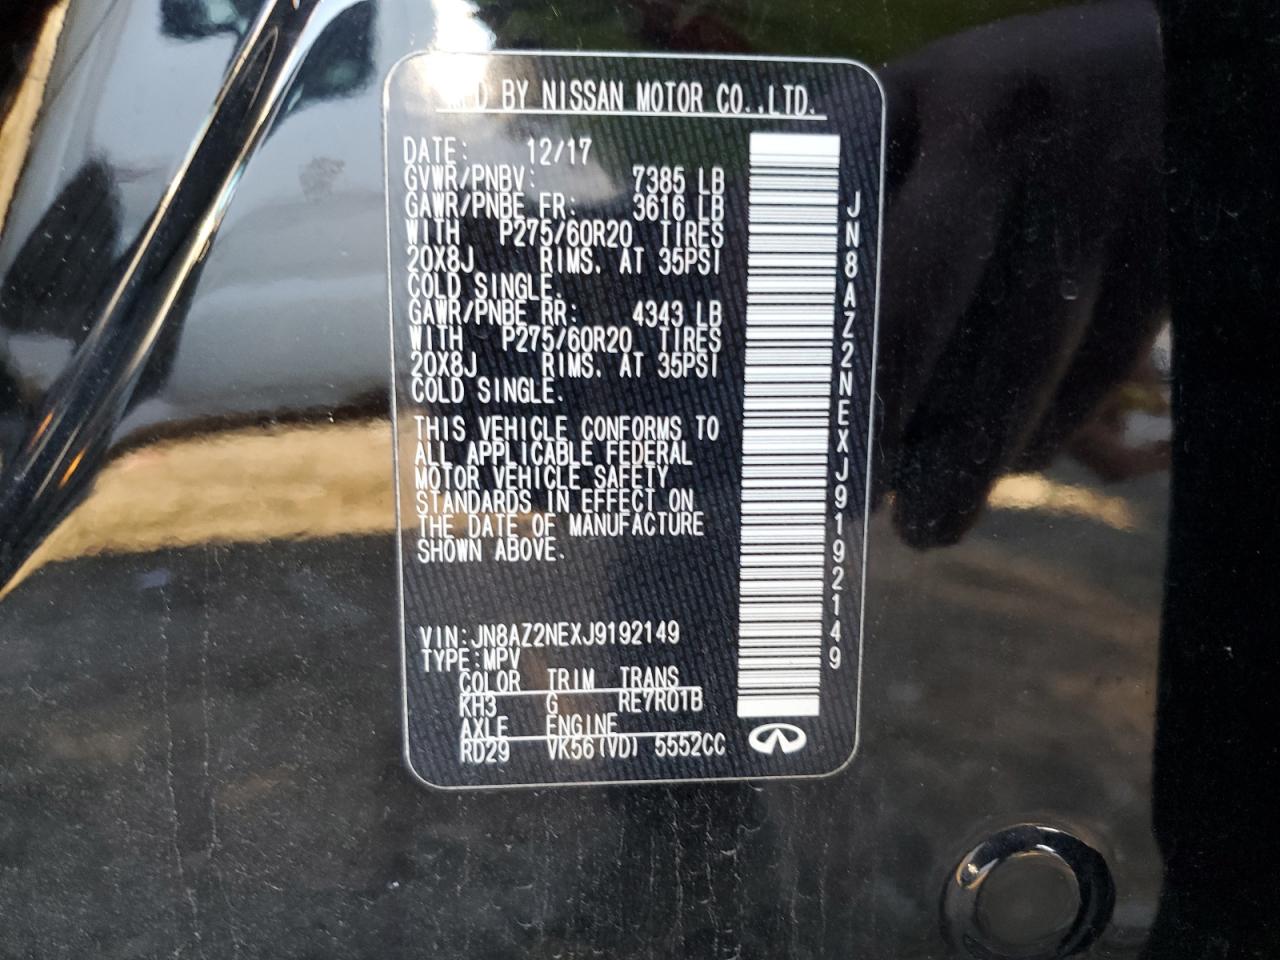 MFD BY NISSAN MOTOR CO.,LTD.
DATE: 12/17
GVWR/PNBV: 7385 LB
GAWR/PNBE FR: 3616 LB
WITH P275/60R20 TIRES
20X8J RIMS. AT 35PSI
COLD SINGLE.
GAWR/PNBE RR: 4343 LB
WITH P275/60R20 TIRES
20X8J RIMS. AT 35PSI
COLD SINGLE.
THIS VEHICLE CONFORMS TO
ALL APPLICABLE FEDERAL
MOTOR VEHICLE SAFETY
STANDARDS IN EFFECT ON
THE DATE OF MANUFACTURE
SHOWN ABOVE.
VIN:JN8AZ2NEXJ9192149
TYPE:MPV
COLOR TRIM TRANS
KH3 G RE7R01B
AXLE ENGINE
RD29 VK56(VD) 5552CC
JN8AZ2NEXJ9192149